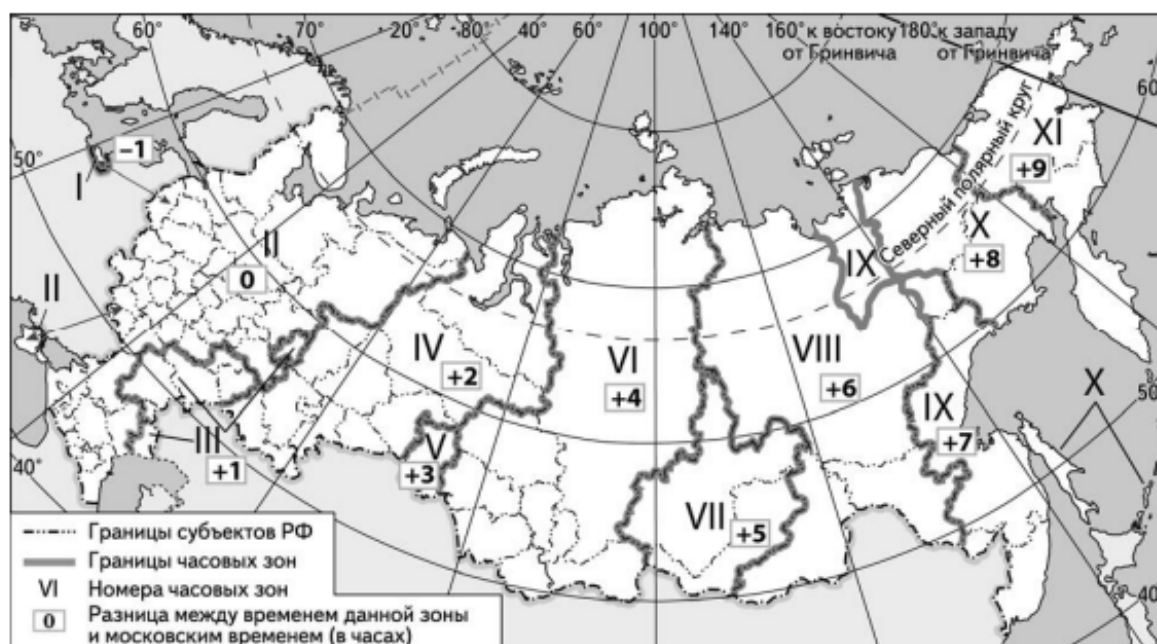 60°
70°
20°
40°
60°
80°
100°
120°
140°
160° к востоку
от Гринвича
180° к западу
от Гринвича
60°
50°
–1
I
Северный полярный круг
XI
+9
II
0
X
+8
IX
II
IV
+2
VI
+4
VIII
+6
X
50
IX
+7
V
+3
III
+1
40°
VII
+5
40
Границы субъектов РФ
Границы часовых зон
VI Номера часовых зон
0 Разница между временем данной зоны
и московским временем (в часах)